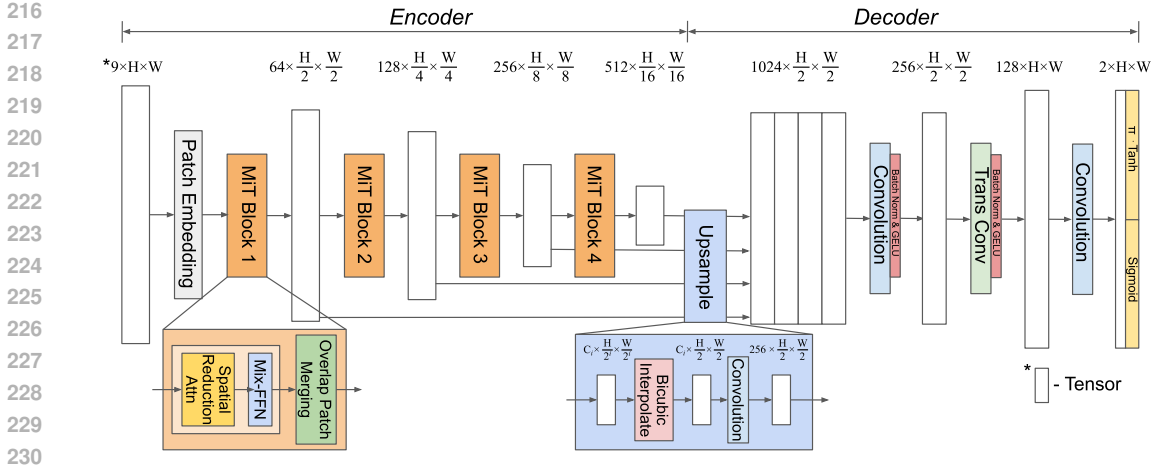 216
217
218
219
220
221
222
223
224
225
226
227
228
229
230
Encoder
Decoder
*9×H×W
64× H/2 × W/2
128× H/4 × W/4
256× H/8 × W/8
512× H/16 × W/16
1024× H/2 × W/2
256× H/2 × W/2
128×H×W
2×H×W
Patch Embedding
MiT Block 1
MiT Block 2
MiT Block 3
MiT Block 4
Upsample
Convolution
Batch Norm & GELU
Trans Conv
Batch Norm & GELU
Convolution
π · Tanh
Sigmoid
Spatial
Reduction
Attn
Mix-FFN
Overlap Patch
Merging
C_i × H/2^i × W/2^i
C_i × H/2 × W/2
256 × H/2 × W/2
Bicubic
Interpolate
Convolution
* - Tensor